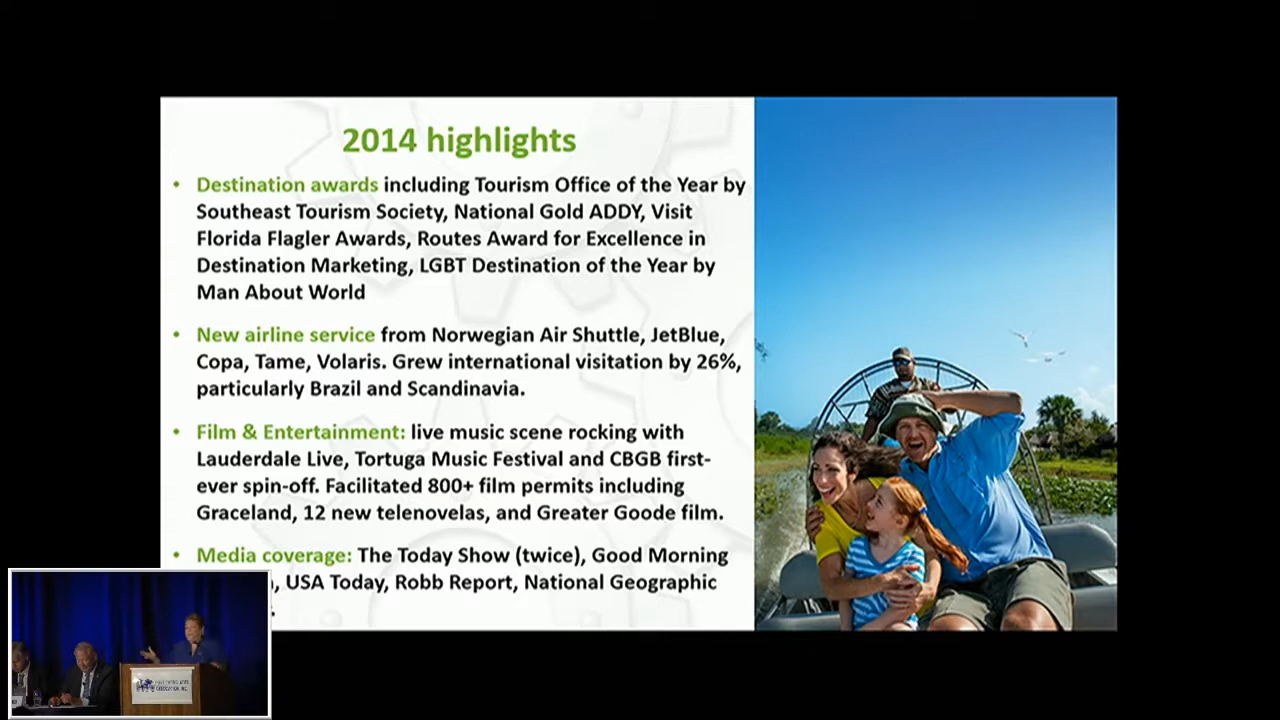 2014 highlights
• Destination awards including Tourism Office of the Year by
Southeast Tourism Society, National Gold ADDY, Visit
Florida Flagler Awards, Routes Award for Excellence in
Destination Marketing, LGBT Destination of the Year by
Man About World
• New airline service from Norwegian Air Shuttle, JetBlue,
Copa, Tame, Volaris. Grew international visitation by 26%,
particularly Brazil and Scandinavia.
• Film & Entertainment: live music scene rocking with
Lauderdale Live, Tortuga Music Festival and CBGB first-
ever spin-off. Facilitated 800+ film permits including
Graceland, 12 new telenovelas, and Greater Goode film.
• Media coverage: The Today Show (twice), Good Morning
, USA Today, Robb Report, National Geographic